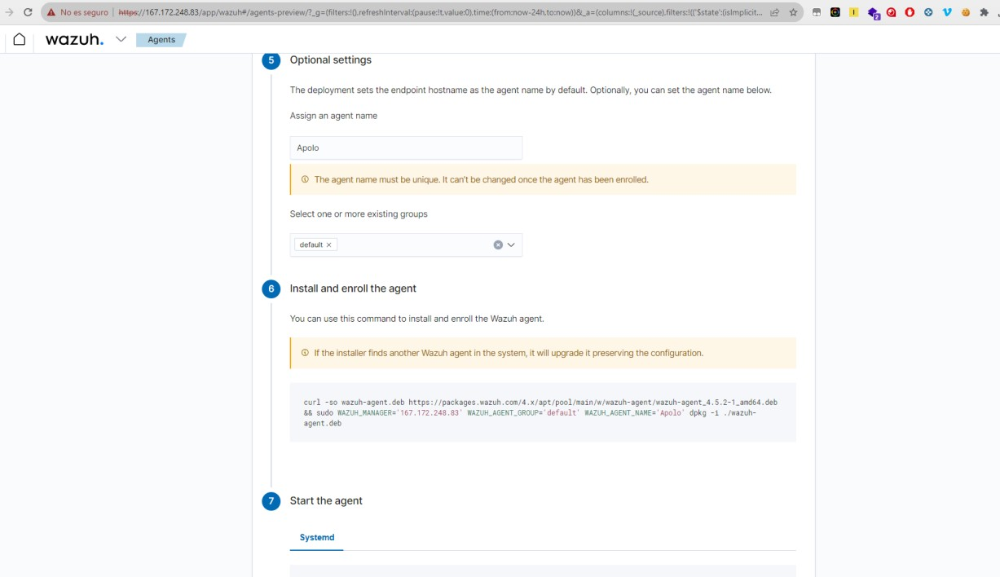 No es seguro https://167.172.248.83/app/wazuh#/agents-preview/?_g=(filters:!(),refreshInterval:(pause:!t,value:0),time:(from:now-24h,to:now))&_a=(columns:!(_source),filters:!(('$state':(isImplicit...
wazuh. Agents
5 Optional settings
The deployment sets the endpoint hostname as the agent name by default. Optionally, you can set the agent name below.
Assign an agent name
Apolo
The agent name must be unique. It can't be changed once the agent has been enrolled.
Select one or more existing groups
default ×
6 Install and enroll the agent
You can use this command to install and enroll the Wazuh agent.
If the installer finds another Wazuh agent in the system, it will upgrade it preserving the configuration.
curl -so wazuh-agent.deb https://packages.wazuh.com/4.x/apt/pool/main/w/wazuh-agent/wazuh-agent_4.5.2-1_amd64.deb
&& sudo WAZUH_MANAGER='167.172.248.83' WAZUH_AGENT_GROUP='default' WAZUH_AGENT_NAME='Apolo' dpkg -i ./wazuh-
agent.deb
7 Start the agent
Systemd